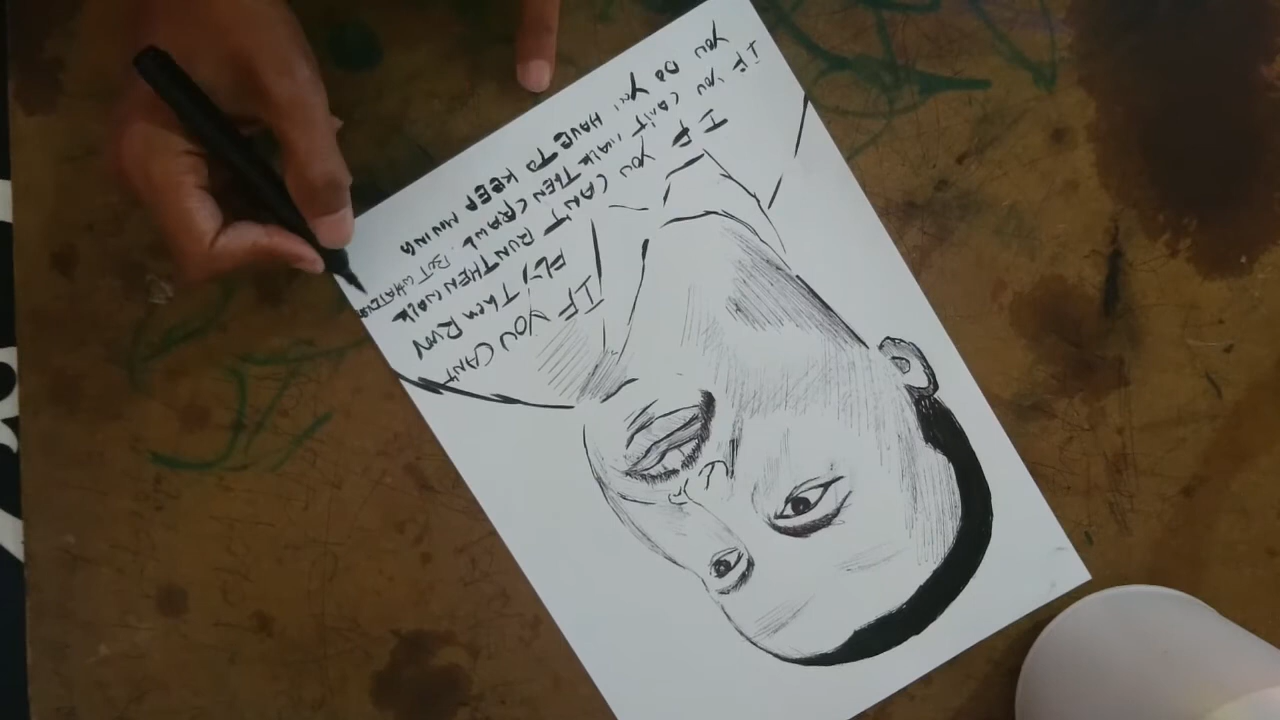 IF YOU CANT
FLY THEN RUN
IF YOU CANT RUN THEN WALK
IF YOU CAN'T WALK THEN CRAWL BUT WHATEVER
YOU DO YOU HAVE TO KEEP MOVING